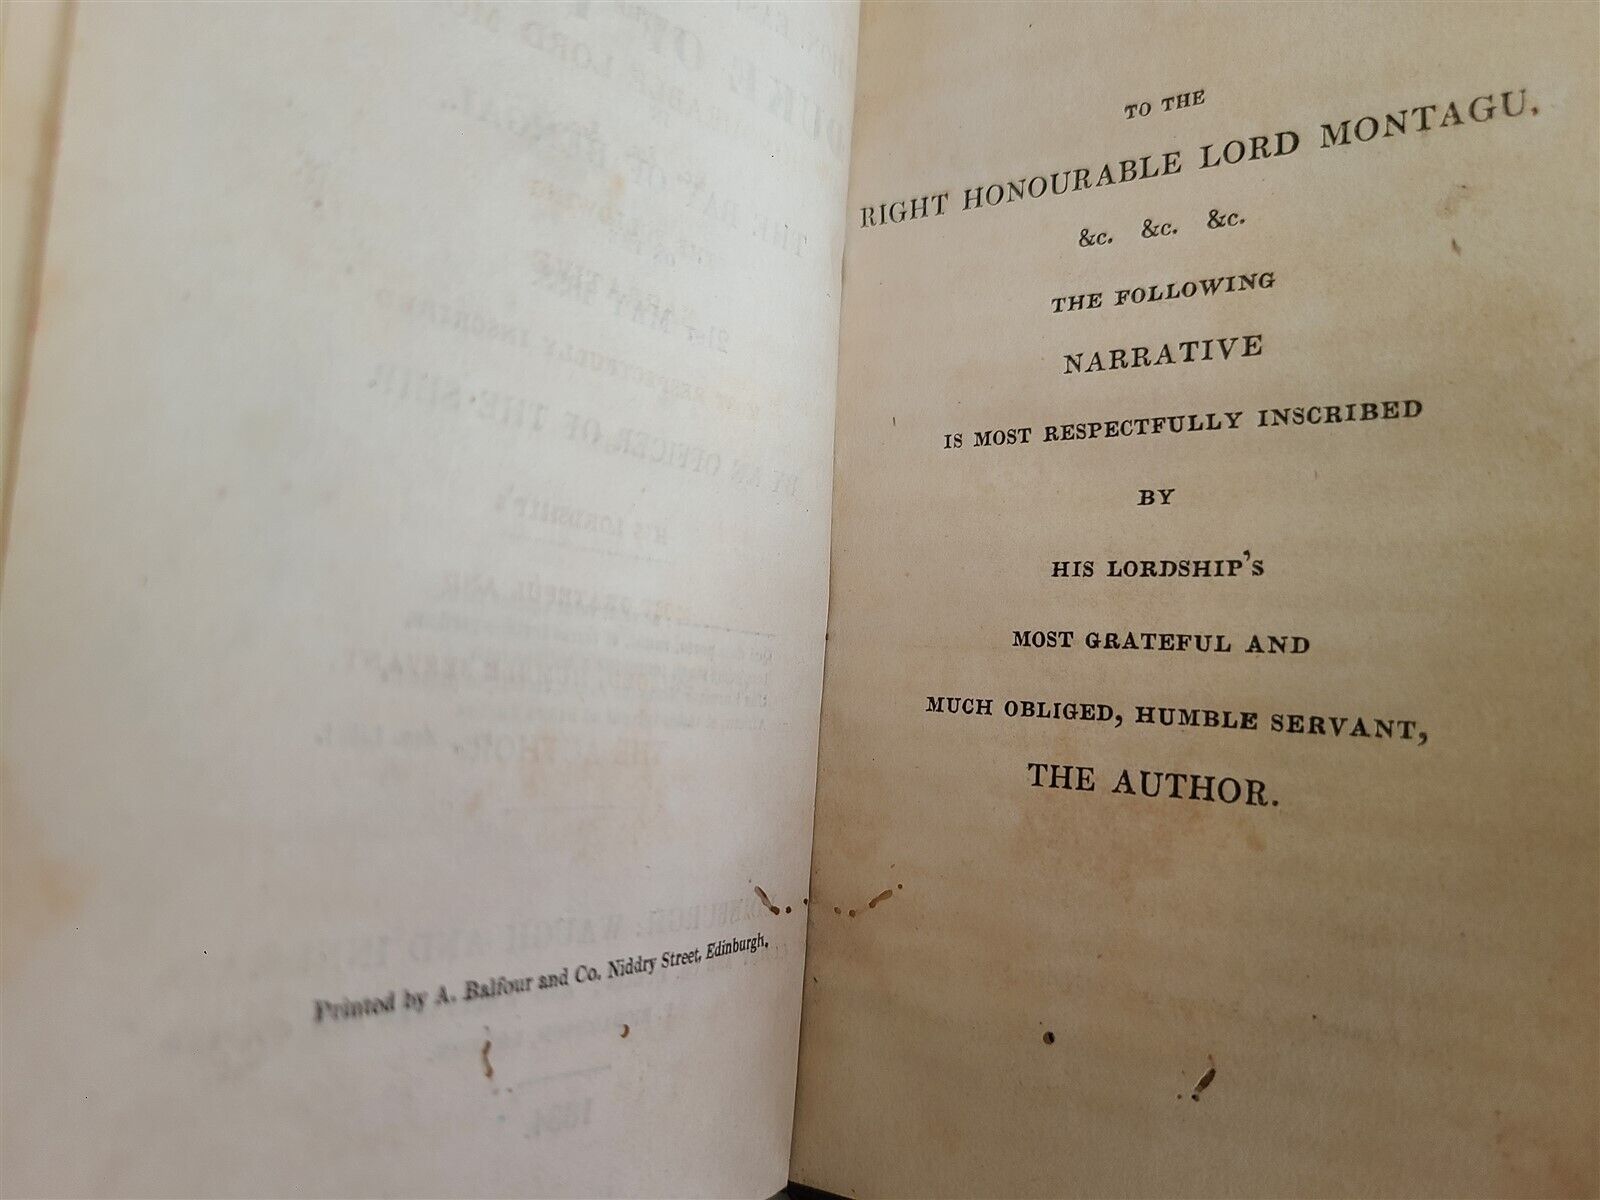 Printed by A. Balfour and Co. Niddry Street, Edinburgh.
TO THE
RIGHT HONOURABLE LORD MONTAGU,
&c. &c. &c.
THE FOLLOWING
NARRATIVE
IS MOST RESPECTFULLY INSCRIBED
BY
HIS LORDSHIP'S
MOST GRATEFUL AND
MUCH OBLIGED, HUMBLE SERVANT,
THE AUTHOR.